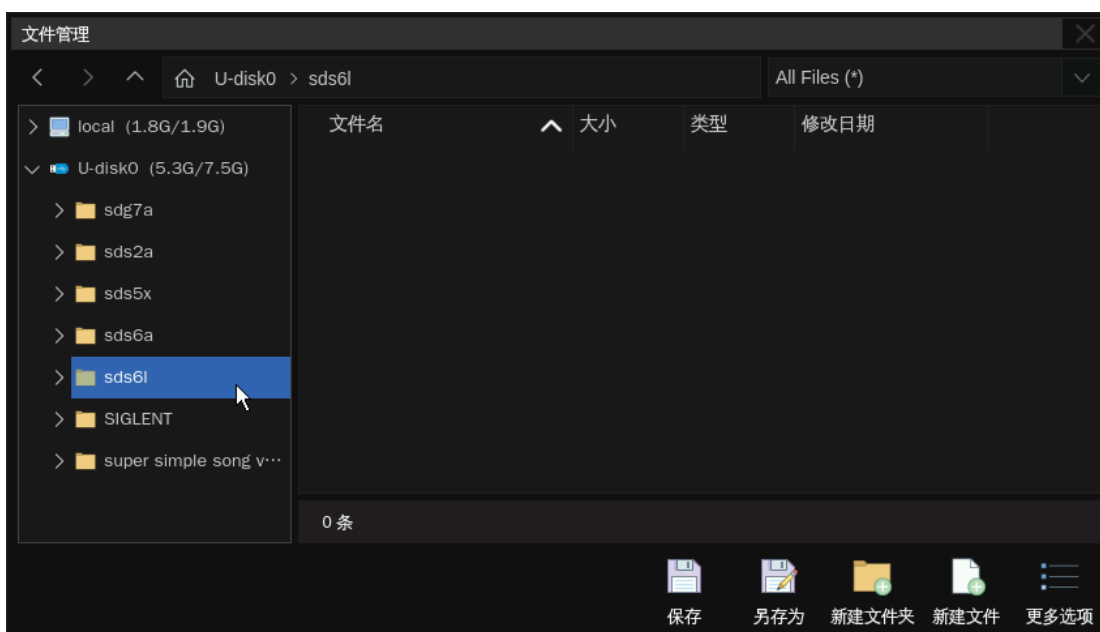 文件管理
U-disk0 > sds6l
All Files (*)
local (1.8G/1.9G)
U-disk0 (5.3G/7.5G)
sdg7a
sds2a
sds5x
sds6a
sds6l
SIGLENT
super simple song v···
文件名 大小 类型 修改日期
0 条
保存 另存为 新建文件夹 新建文件 更多选项